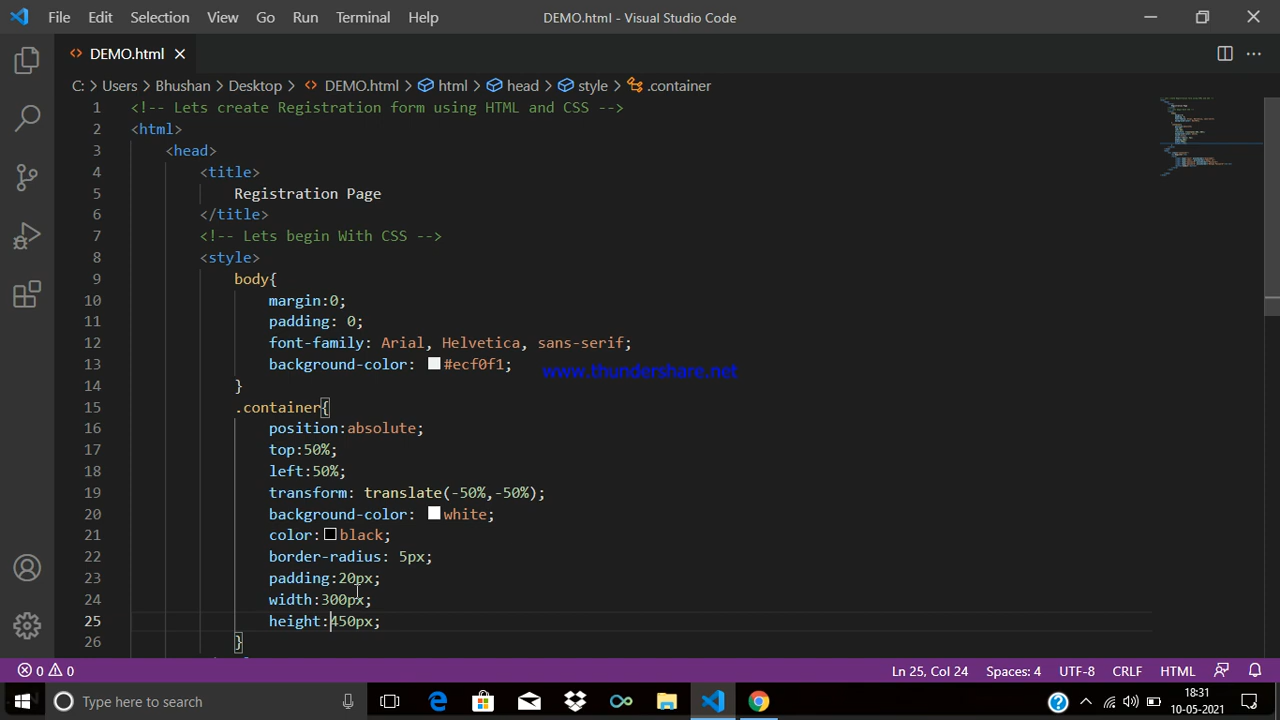 File Edit Selection View Go Run Terminal Help DEMO.html - Visual Studio Code
DEMO.html
C: > Users > Bhushan > Desktop > DEMO.html > html > head > style > .container
1 <!-- Lets create Registration form using HTML and CSS -->
2 <html>
3 <head>
4 <title>
5 Registration Page
6 </title>
7 <!-- Lets begin With CSS -->
8 <style>
9 body{
10 margin:0;
11 padding: 0;
12 font-family: Arial, Helvetica, sans-serif;
13 background-color: #ecf0f1;
www.thundershare.net
14 }
15 .container{
16 position:absolute;
17 top:50%;
18 left:50%;
19 transform: translate(-50%,-50%);
20 background-color: white;
21 color: black;
22 border-radius: 5px;
23 padding:20px;
24 width:300px;
25 height:450px;
26 }
0 0 Ln 25, Col 24 Spaces: 4 UTF-8 CRLF HTML
Type here to search
18:31
10-05-2021